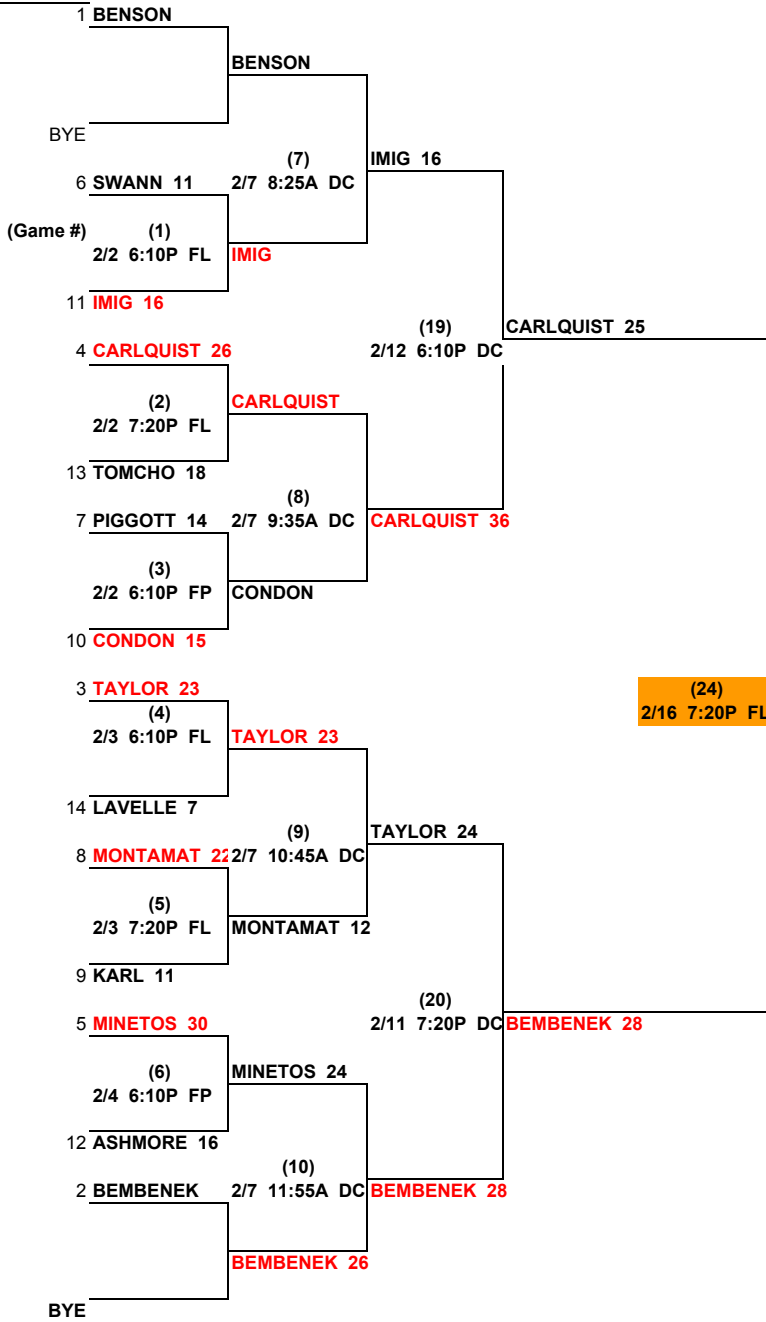 1 BENSON
BENSON
BYE
(7)
IMIG 16
6 SWANN 11
2/7 8:25A DC
(Game #)
(1)
2/2 6:10P FL
IMIG
11 IMIG 16
(19)
CARLQUIST 25
4 CARLQUIST 26
2/12 6:10P DC
(2)
CARLQUIST
2/2 7:20P FL
13 TOMCHO 18
(8)
7 PIGGOTT 14
2/7 9:35A DC
CARLQUIST 36
(3)
2/2 6:10P FP
CONDON
10 CONDON 15
3 TAYLOR 23
(24)
(4)
2/16 7:20P FL
2/3 6:10P FL
TAYLOR 23
14 LAVELLE 7
(9)
TAYLOR 24
8 MONTAMAT 22
2/7 10:45A DC
(5)
2/3 7:20P FL
MONTAMAT 12
9 KARL 11
(20)
5 MINETOS 30
2/11 7:20P DC
BEMBENEK 28
(6)
MINETOS 24
2/4 6:10P FP
12 ASHMORE 16
(10)
2 BEMBENEK
2/7 11:55A DC
BEMBENEK 28
BEMBENEK 26
BYE